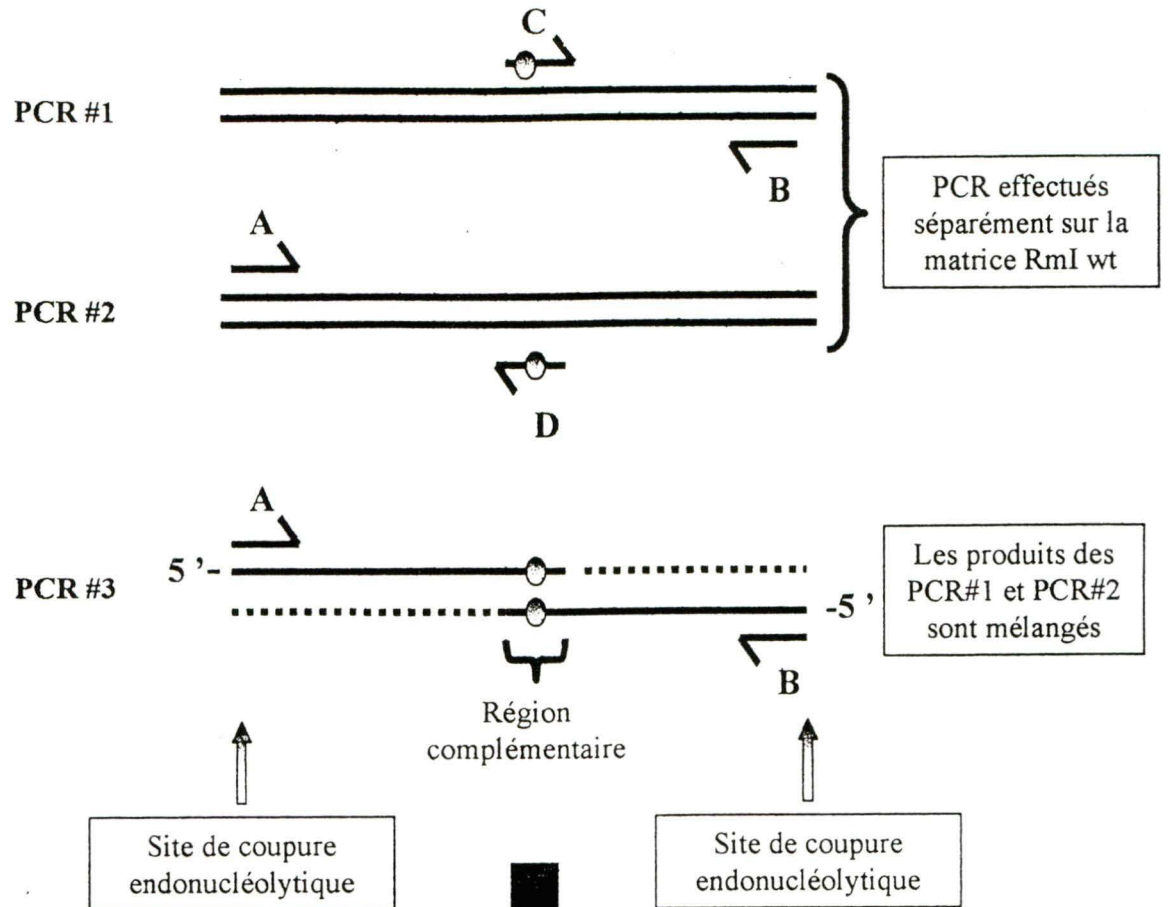 C
PCR #1
B
PCR effectués
séparément sur la
matrice RmI wt
A
PCR #2
D
A
PCR #3
5 '-
-5 '
Les produits des
PCR#1 et PCR#2
sont mélangés
B
Région
complémentaire
Site de coupure
endonucléolytique
Site de coupure
endonucléolytique